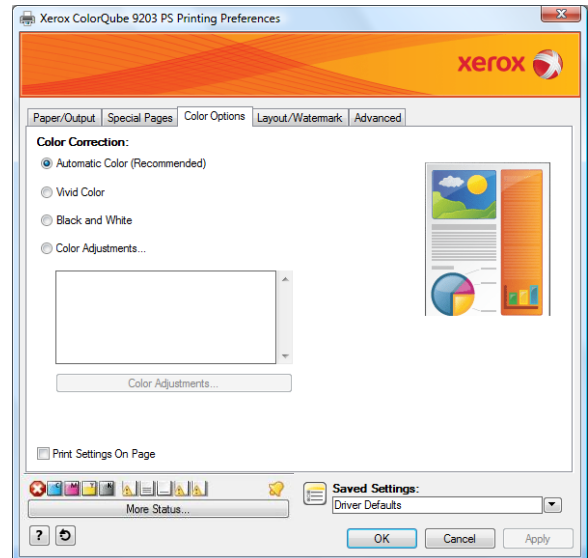 Xerox ColorQube 9203 PS Printing Preferences
xerox
Paper/Output Special Pages Color Options Layout/Watermark Advanced
Color Correction:
Automatic Color (Recommended)
Vivid Color
Black and White
Color Adjustments...
Color Adjustments...
Print Settings On Page
C M Y K
More Status...
Saved Settings:
Driver Defaults
?
OK Cancel Apply